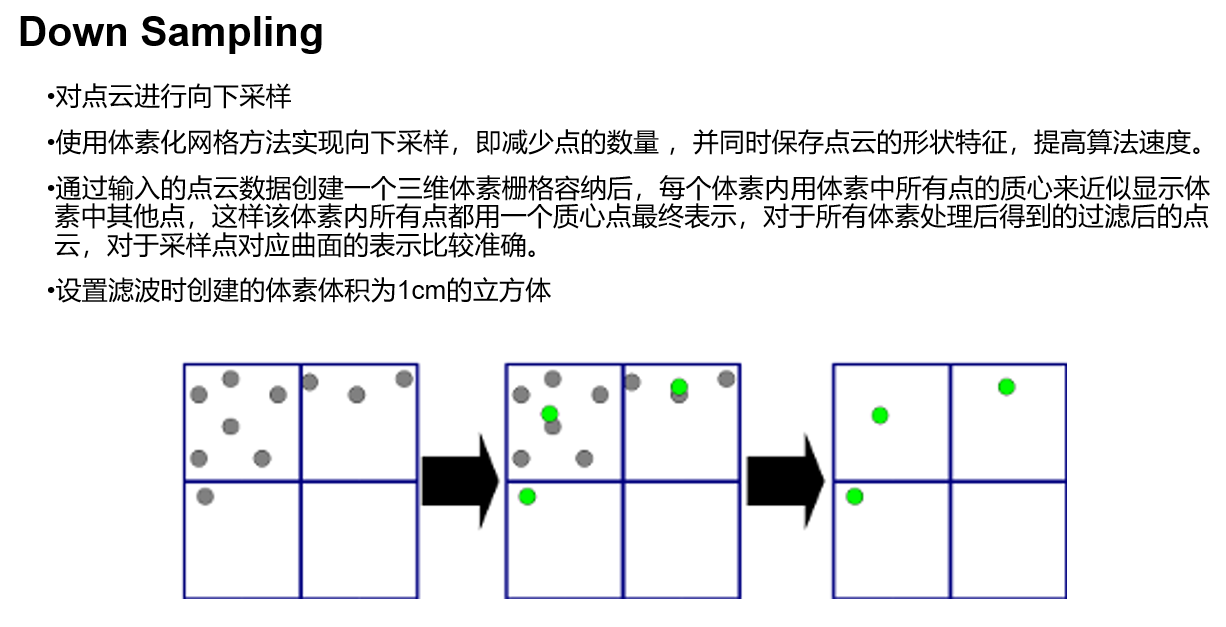 Down Sampling
•对点云进行向下采样
•使用体素化网格方法实现向下采样，即减少点的数量 ，并同时保存点云的形状特征，提高算法速度。
•通过输入的点云数据创建一个三维体素栅格容纳后，每个体素内用体素中所有点的质心来近似显示体
素中其他点，这样该体素内所有点都用一个质心点最终表示，对于所有体素处理后得到的过滤后的点
云，对于采样点对应曲面的表示比较准确。
•设置滤波时创建的体素体积为1cm的立方体